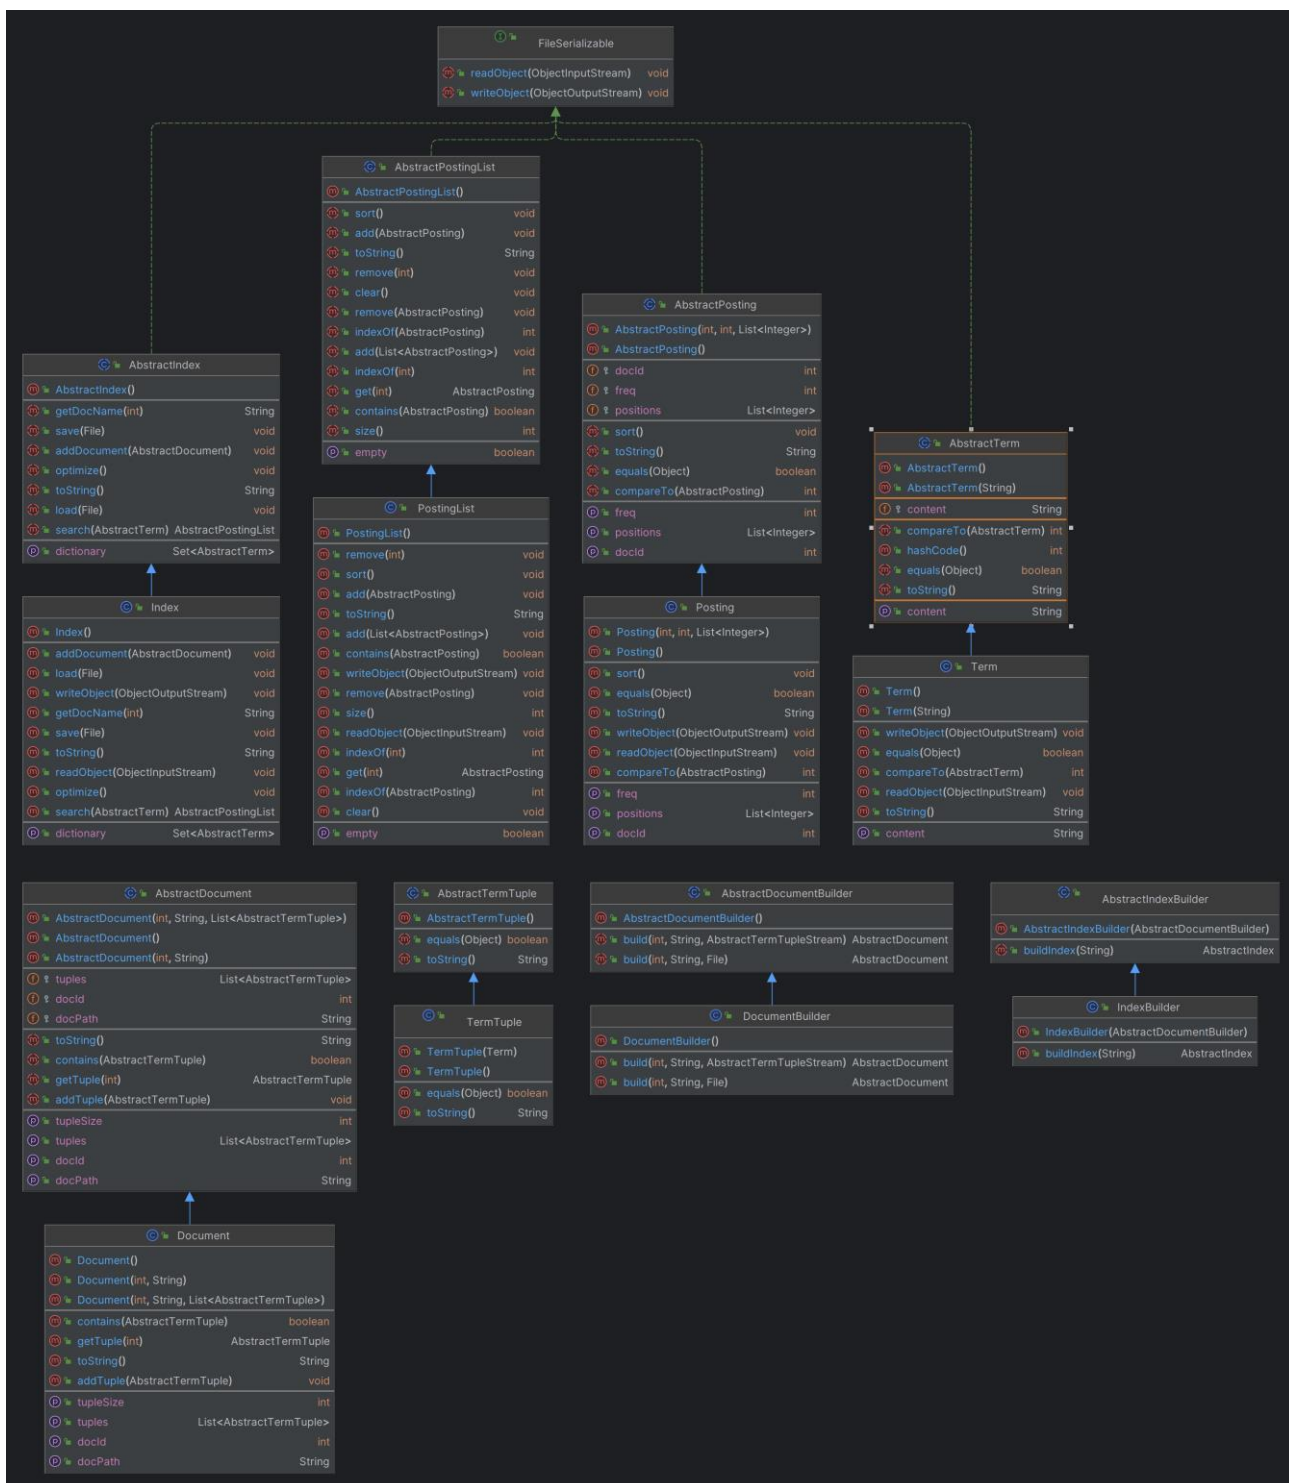 FileSerializable
readObject(ObjectInputStream) void
writeObject(ObjectOutputStream) void
AbstractPostingList
AbstractPostingList()
sort() void
add(AbstractPosting) void
toString() String
remove(int) void
clear() void
remove(AbstractPosting) void
indexOf(AbstractPosting) int
add(List<AbstractPosting>) void
indexOf(int) int
get(int) AbstractPosting
contains(AbstractPosting) boolean
size() int
empty boolean
AbstractPosting
AbstractPosting(int, int, List<Integer>)
AbstractPosting()
docId int
freq int
positions List<Integer>
sort() void
toString() String
equals(Object) boolean
compareTo(AbstractPosting) int
freq int
positions List<Integer>
docId int
AbstractIndex
AbstractIndex()
getDocName(int) String
save(File) void
addDocument(AbstractDocument) void
optimize() void
toString() String
load(File) void
search(AbstractTerm) AbstractPostingList
dictionary Set<AbstractTerm>
AbstractTerm
AbstractTerm()
AbstractTerm(String)
content String
compareTo(AbstractTerm) int
hashCode() int
equals(Object) boolean
toString() String
content String
Index
Index()
addDocument(AbstractDocument) void
load(File) void
writeObject(ObjectOutputStream) void
getDocName(int) String
save(File) void
toString() String
readObject(ObjectInputStream) void
optimize() void
search(AbstractTerm) AbstractPostingList
dictionary Set<AbstractTerm>
PostingList
PostingList()
remove(int) void
sort() void
add(AbstractPosting) void
toString() String
add(List<AbstractPosting>) void
contains(AbstractPosting) boolean
writeObject(ObjectOutputStream) void
remove(AbstractPosting) void
size() int
readObject(ObjectInputStream) void
indexOf(int) int
get(int) AbstractPosting
indexOf(AbstractPosting) int
clear() void
empty boolean
Posting
Posting(int, int, List<Integer>)
Posting()
sort() void
equals(Object) boolean
toString() String
writeObject(ObjectOutputStream) void
readObject(ObjectInputStream) void
compareTo(AbstractPosting) int
freq int
positions List<Integer>
docId int
Term
Term()
Term(String)
writeObject(ObjectOutputStream) void
equals(Object) boolean
compareTo(AbstractTerm) int
readObject(ObjectInputStream) void
toString() String
content String
AbstractDocument
AbstractDocument(int, String, List<AbstractTermTuple>)
AbstractDocument()
AbstractDocument(int, String)
tuples List<AbstractTermTuple>
docId int
docPath String
toString() String
contains(AbstractTermTuple) boolean
getTuple(int) AbstractTermTuple
addTuple(AbstractTermTuple) void
tupleSize int
tuples List<AbstractTermTuple>
docId int
docPath String
AbstractTermTuple
AbstractTermTuple()
equals(Object) boolean
toString() String
AbstractDocumentBuilder
AbstractDocumentBuilder()
build(int, String, AbstractTermTupleStream) AbstractDocument
build(int, String, File) AbstractDocument
AbstractIndexBuilder
AbstractIndexBuilder(AbstractDocumentBuilder)
buildIndex(String) AbstractIndex
TermTuple
TermTuple(Term)
TermTuple()
equals(Object) boolean
toString() String
DocumentBuilder
DocumentBuilder()
build(int, String, AbstractTermTupleStream) AbstractDocument
build(int, String, File) AbstractDocument
IndexBuilder
IndexBuilder(AbstractDocumentBuilder)
buildIndex(String) AbstractIndex
Document
Document()
Document(int, String)
Document(int, String, List<AbstractTermTuple>)
contains(AbstractTermTuple) boolean
getTuple(int) AbstractTermTuple
toString() String
addTuple(AbstractTermTuple) void
tupleSize int
tuples List<AbstractTermTuple>
docId int
docPath String